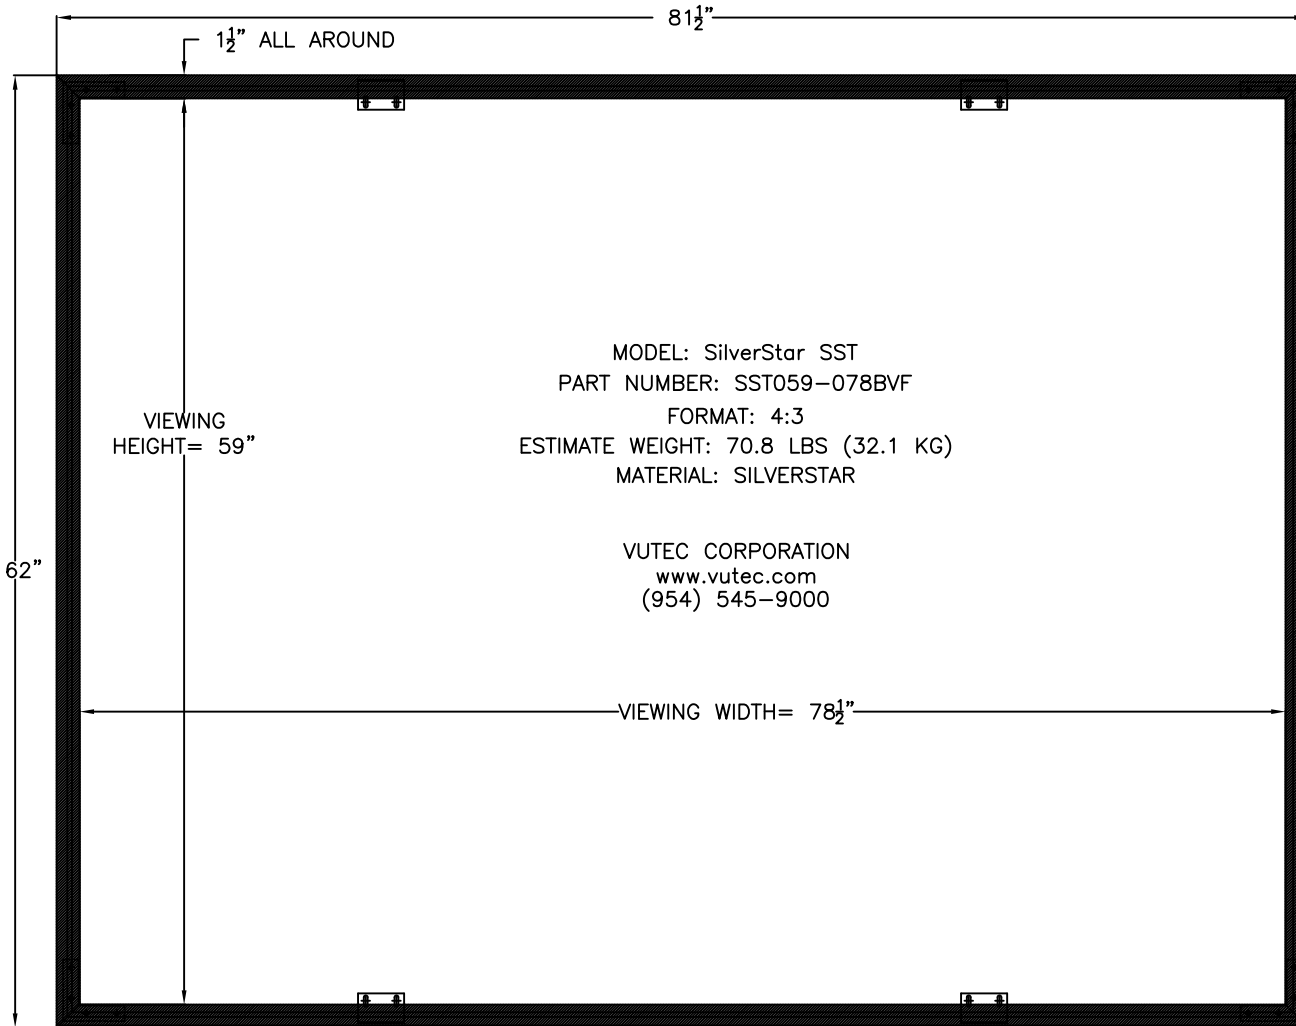 81½”
1½” ALL AROUND
MODEL: SilverStar SST
PART NUMBER: SST059-078BVF
FORMAT: 4:3
ESTIMATE WEIGHT: 70.8 LBS (32.1 KG)
MATERIAL: SILVERSTAR
VIEWING
HEIGHT= 59”
VUTEC CORPORATION
www.vutec.com
(954) 545-9000
62”
VIEWING WIDTH= 78½”